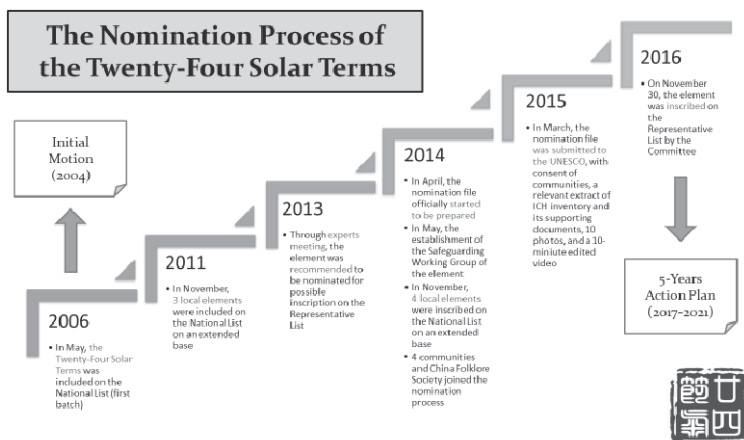 The Nomination Process of
the Twenty-Four Solar Terms
Initial
Motion
(2004)
2006
• In May, the
Twenty-Four Solar
Terms was
included on the
National List (first
batch)
2011
• In November,
3 local elements
were included on
the National List
on an extended
base
2013
• Through experts
meeting, the
element was
recommended to
be nominated for
possible
inscription on the
Representative
List
2014
• In April, the
nomination file
officially started
to be prepared
• In May, the
establishment of
the Safeguarding
Working Group of
the element
• In November,
4 local elements
were inscribed on
the National List
on an extended
base
• 4 communities
and China Folklore
Society joined the
nomination
process
2015
• In March, the
nomination file
was submitted to
the UNESCO, with
consent of
communities, a
relevant extract of
ICH inventory and
its supporting
documents, 10
photos, and a 10-
miniute edited
video
2016
• On November
30, the element
was inscribed on
the
Representative
List by the
Committee
5-Years
Action Plan
(2017-2021)
廿四
節氣